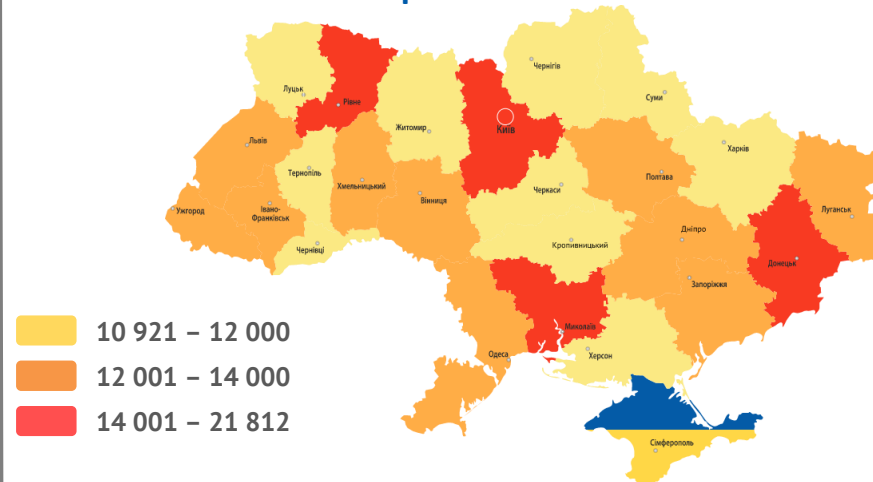 Чернігів
Луцьк
Рівне
Суми
Житомир
Київ
Львів
Харків
Тернопіль
Хмельницький
Полтава
Черкаси
Вінниця
Ужгород
Івано-
Франківськ
Луганськ
Дніпро
Чернівці
Кропивницький
Донецьк
Запоріжжя
10 921 – 12 000
Миколаїв
Одеса
Херсон
12 001 – 14 000
14 001 – 21 812
Сімферополь